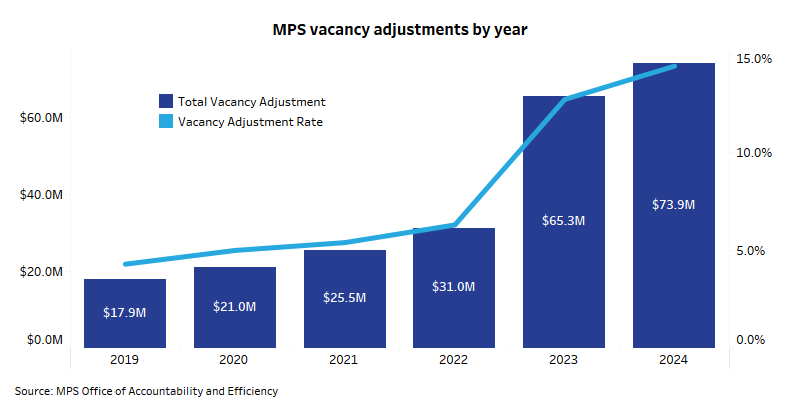 MPS vacancy adjustments by year
15.0%
Total Vacancy Adjustment
Vacancy Adjustment Rate
$60.0M
10.0%
$40.0M
$73.9M
$65.3M
5.0%
$20.0M
$31.0M
$25.5M
$21.0M
$17.9M
$0.0M
0.0%
2019 2020 2021 2022 2023 2024
Source: MPS Office of Accountability and Efficiency